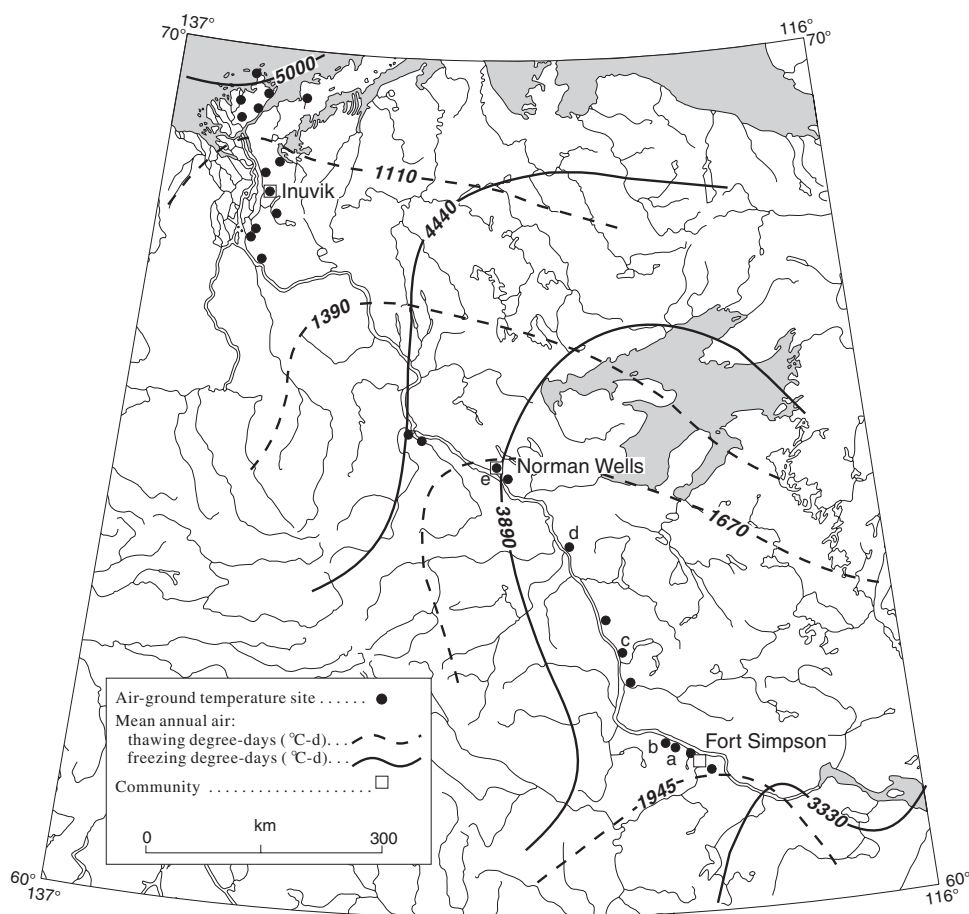 137°
70°
116°
70°
5000
Inuvik
1110
4440
1390
Norman Wells
e
3890
1670
d
c
Air-ground temperature site ......
Mean annual air:
thawing degree-days (°C-d)...
freezing degree-days (°C-d)...
Community .....................
0
km
300
b
a
Fort Simpson
1945
3330
60°
137°
60°
116°